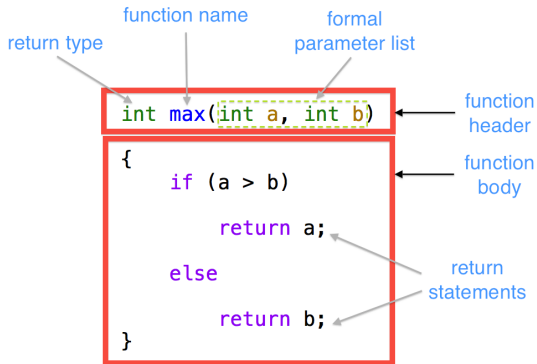 function name
formal
parameter list
return type
int max(int a, int b)
function
header
{
function
body
if (a > b)
return a;
else
return
statements
return b;
}